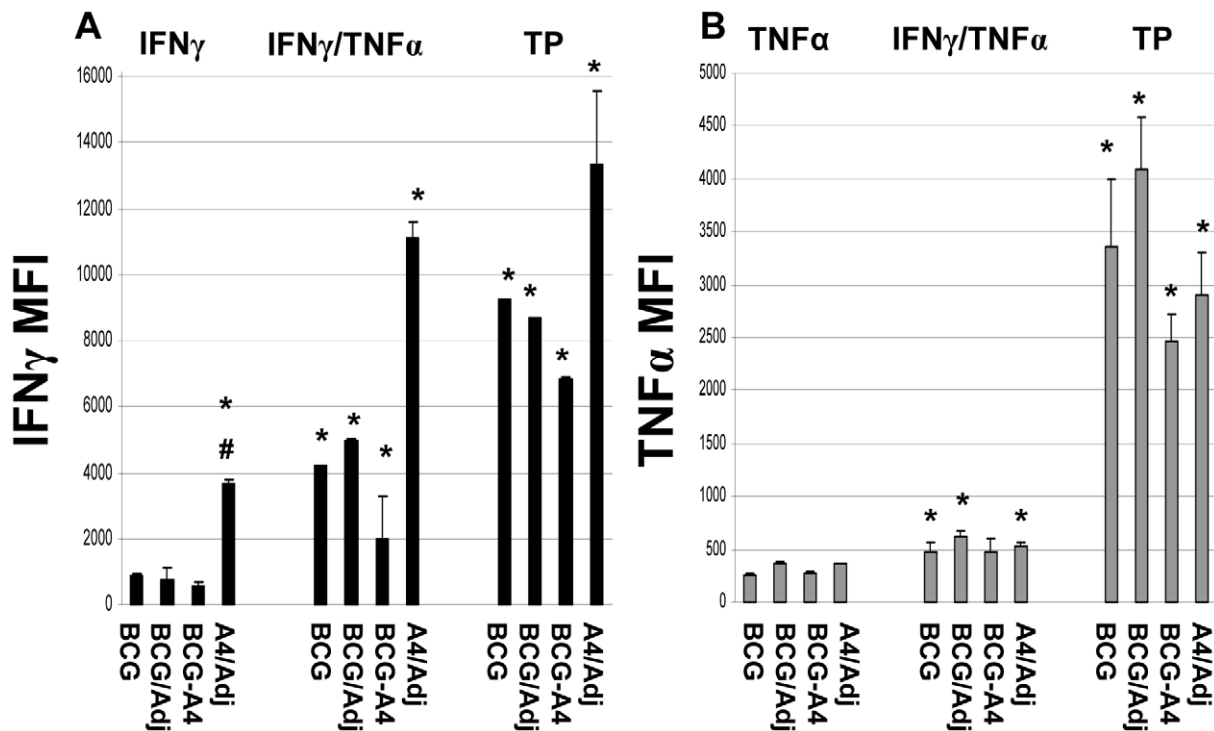 A
IFNγ IFNγ/TNFα TP
IFNγ MFI
16000
14000
12000
10000
8000
6000
4000
2000
0
* # * * * * * * * *
BCG BCG/Adj BCG-A4 A4/Adj BCG BCG/Adj BCG-A4 A4/Adj BCG BCG/Adj BCG-A4 A4/Adj
B
TNFα IFNγ/TNFα TP
TNFα MFI
5000
4500
4000
3500
3000
2500
2000
1500
1000
500
0
* * * * * * *
BCG BCG/Adj BCG-A4 A4/Adj BCG BCG/Adj BCG-A4 A4/Adj BCG BCG/Adj BCG-A4 A4/Adj